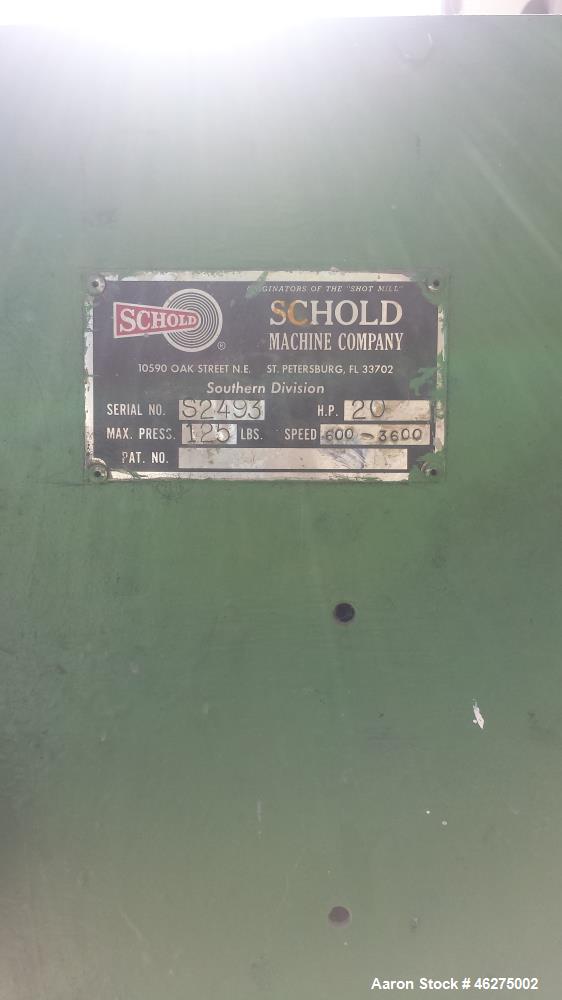 ORIGINATORS OF THE "SHOT MILL"
SCHOLD
®
SCHOLD
MACHINE COMPANY
10590 OAK STREET N.E. ST. PETERSBURG, FL 33702
Southern Division
SERIAL NO. S2493 H.P. 20
MAX. PRESS. 125 LBS. SPEED 600-3600
PAT. NO.
Aaron Stock # 46275002